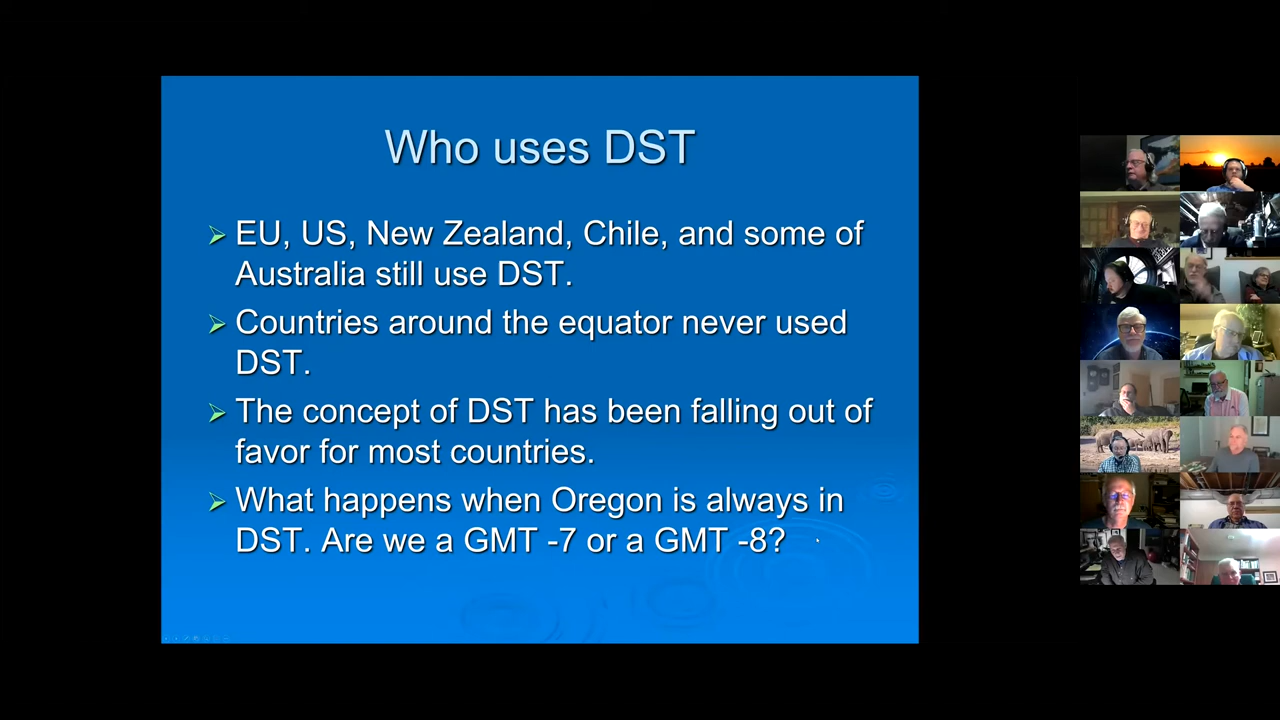 Who uses DST
EU, US, New Zealand, Chile, and some of
Australia still use DST.
Countries around the equator never used
DST.
The concept of DST has been falling out of
favor for most countries.
What happens when Oregon is always in
DST. Are we a GMT -7 or a GMT -8?